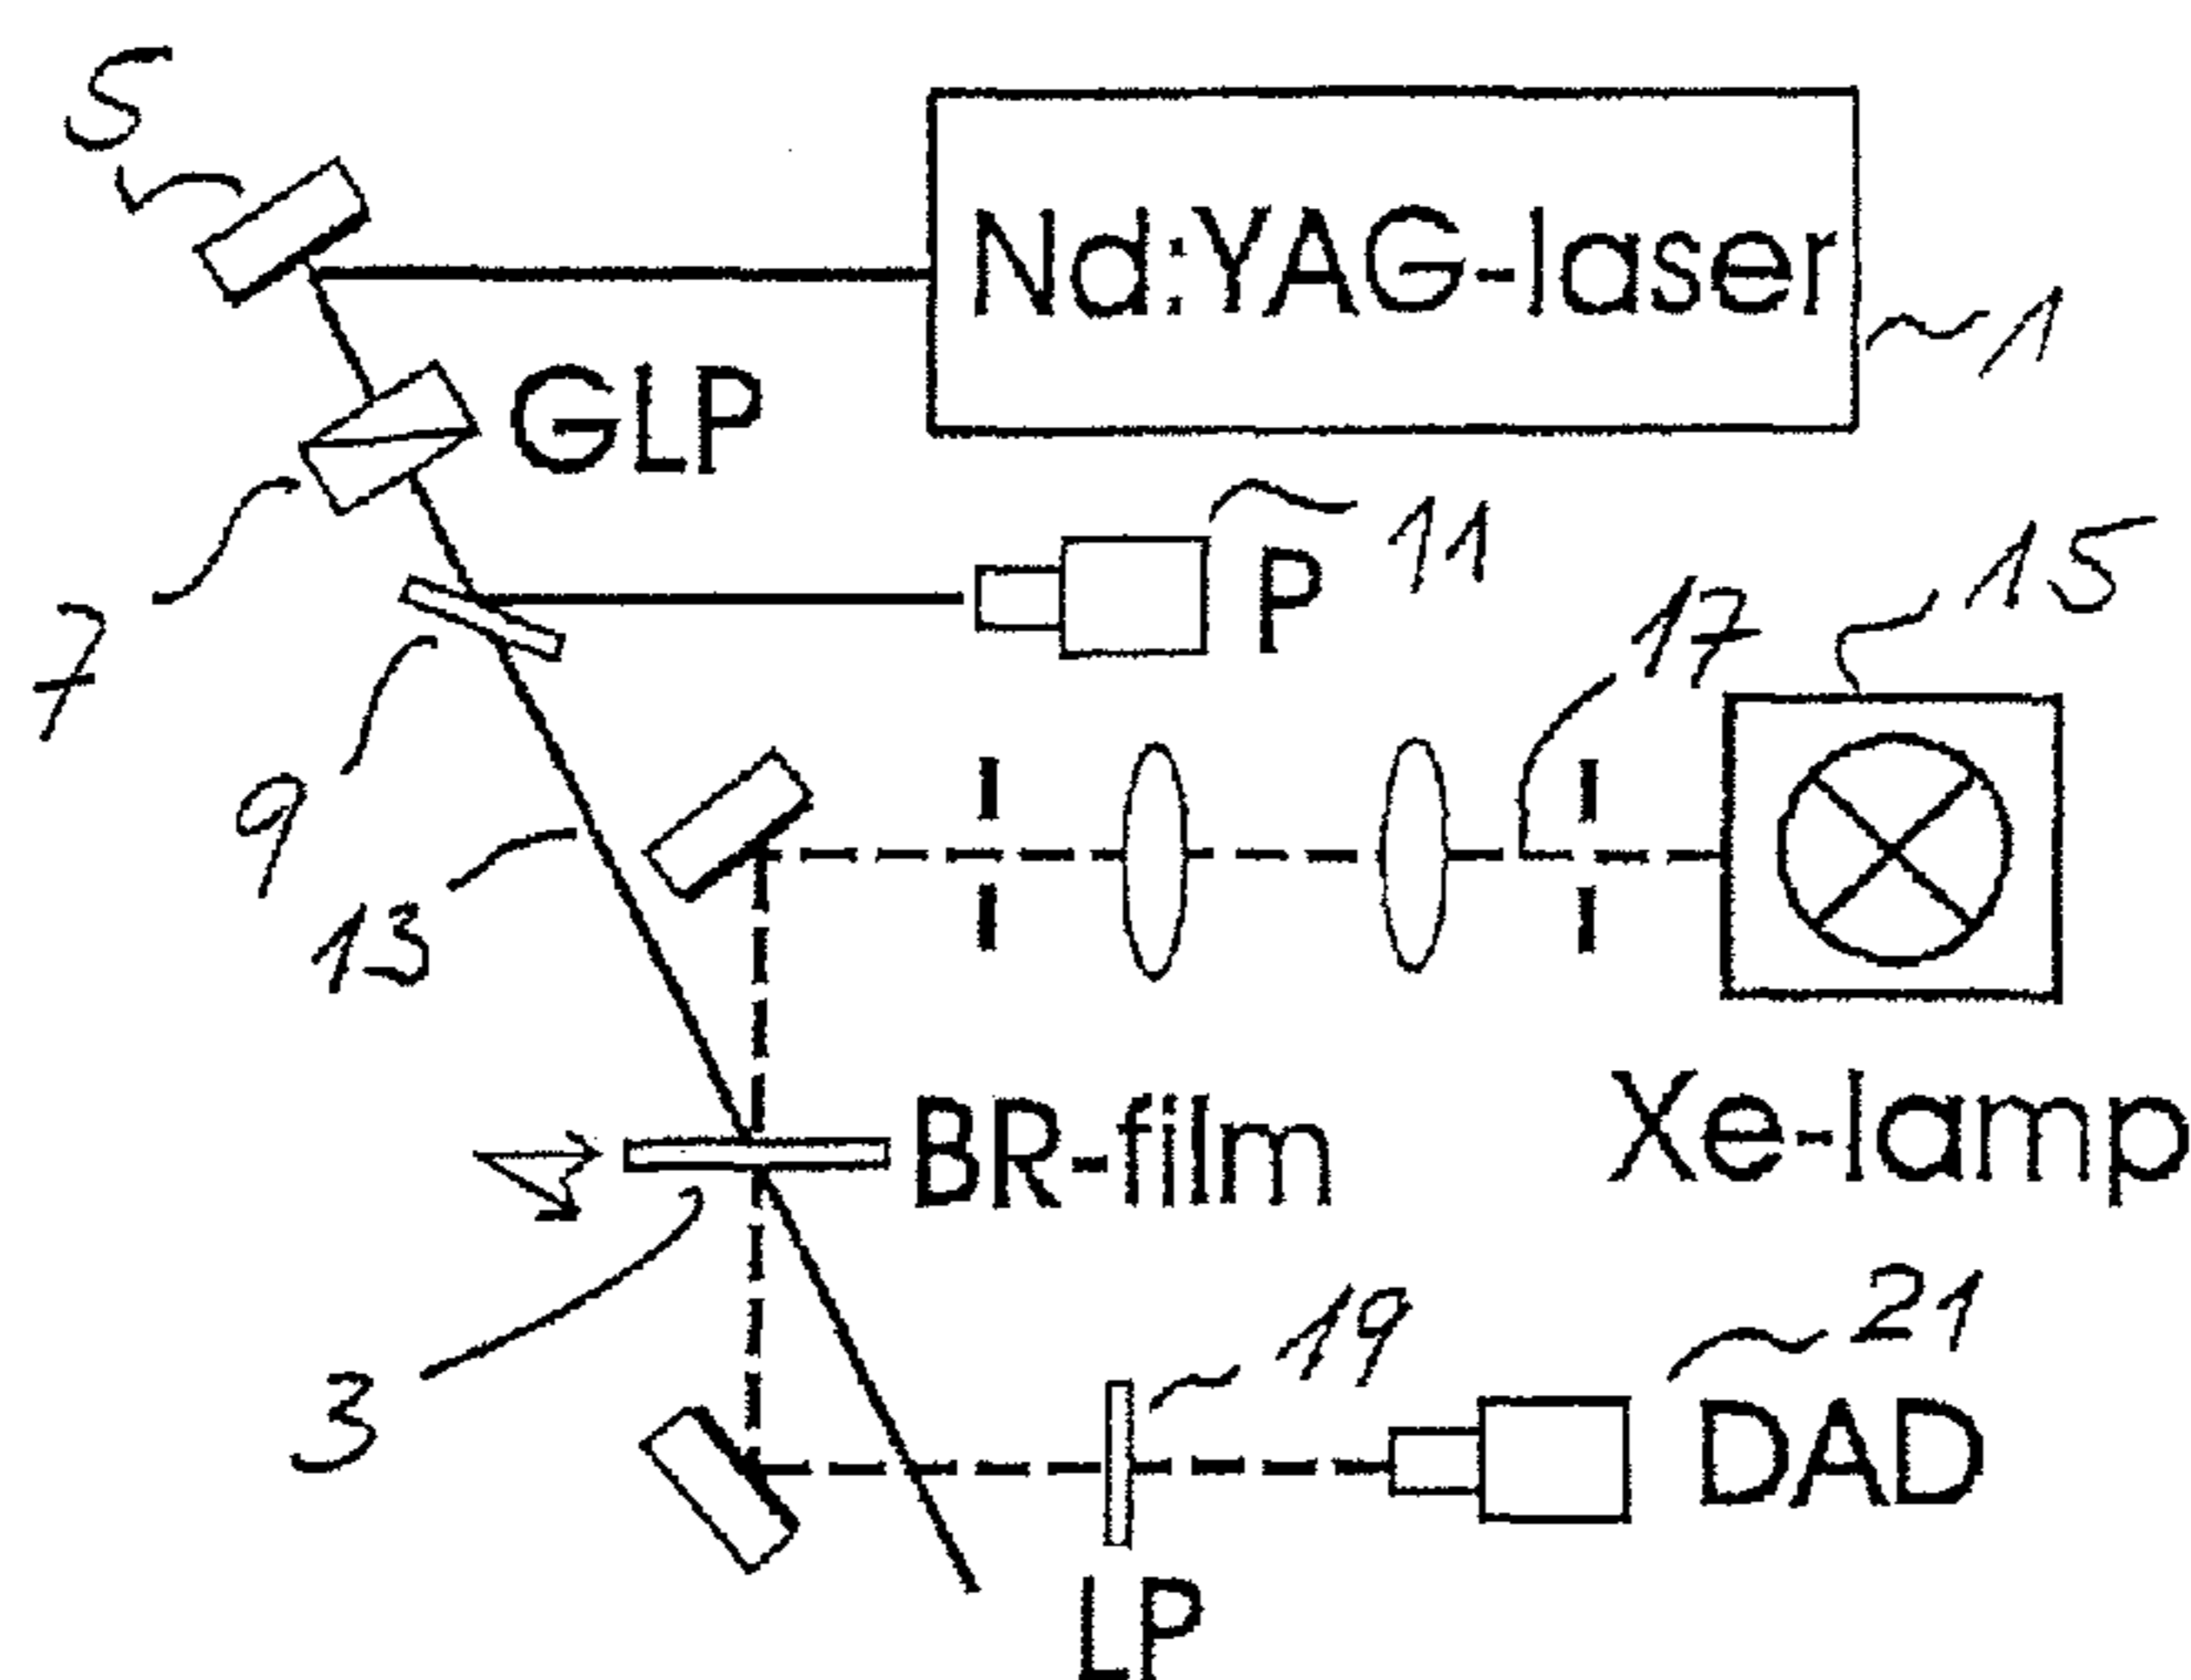 5
Nd:YAG-laser
1
GLP
7
11
P
15
17
9
13
BR-film
Xe-lamp
3
19
21
DAD
LP